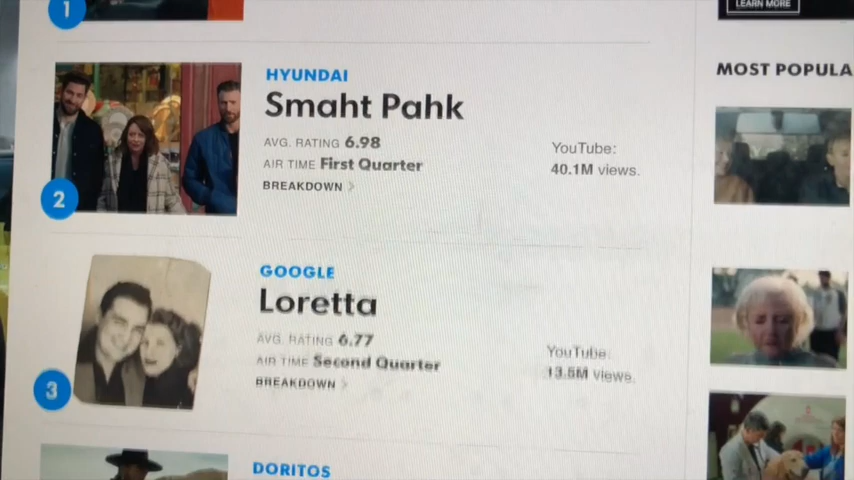 1
LEARN MORE
HYUNDAI
Smaht Pahk
AVG. RATING 6.98
AIR TIME First Quarter
BREAKDOWN >
YouTube:
40.1M views.
2
MOST POPULA
GOOGLE
Loretta
AVG. RATING 6.77
AIR TIME Second Quarter
BREAKDOWN >
YouTube:
13.5M views.
3
DORITOS